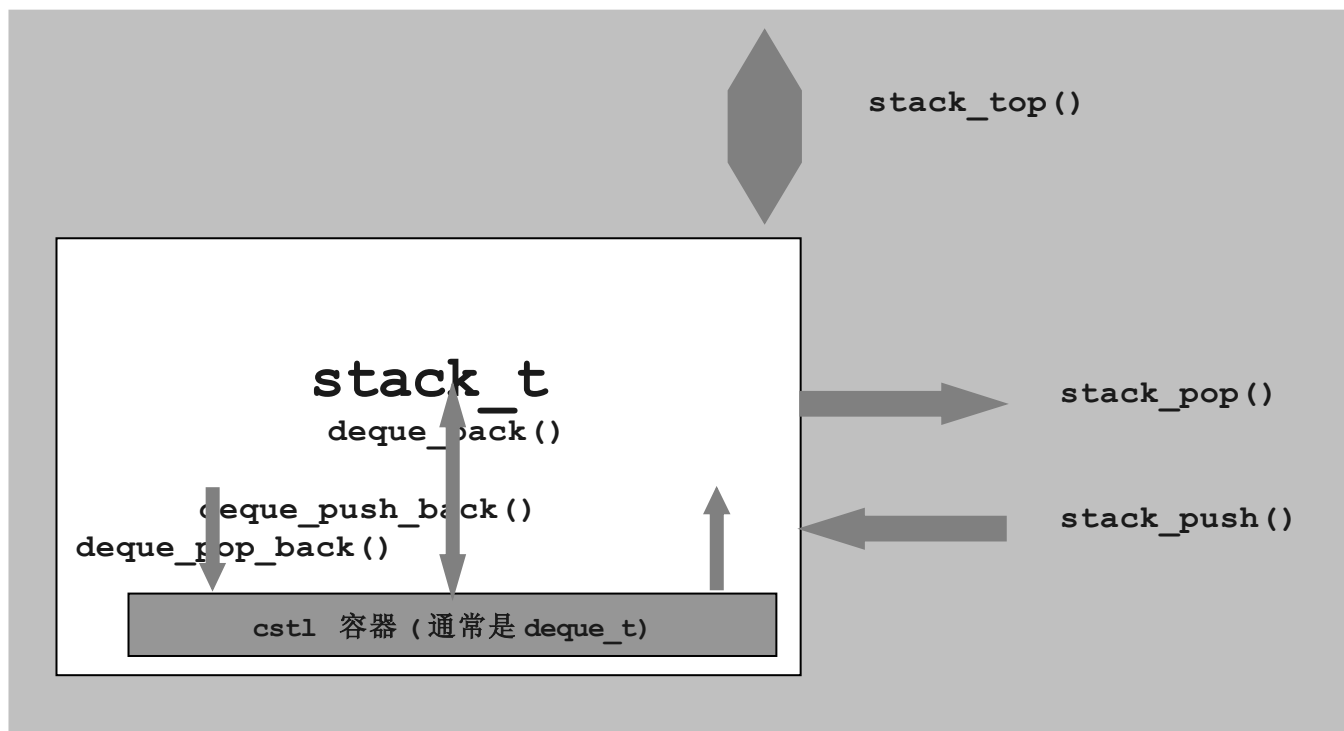 stack_top()
stack_t
stack_pop()
deque_back()
deque_push_back()
stack_push()
deque_pop_back()
cstl 容器(通常是 deque_t)